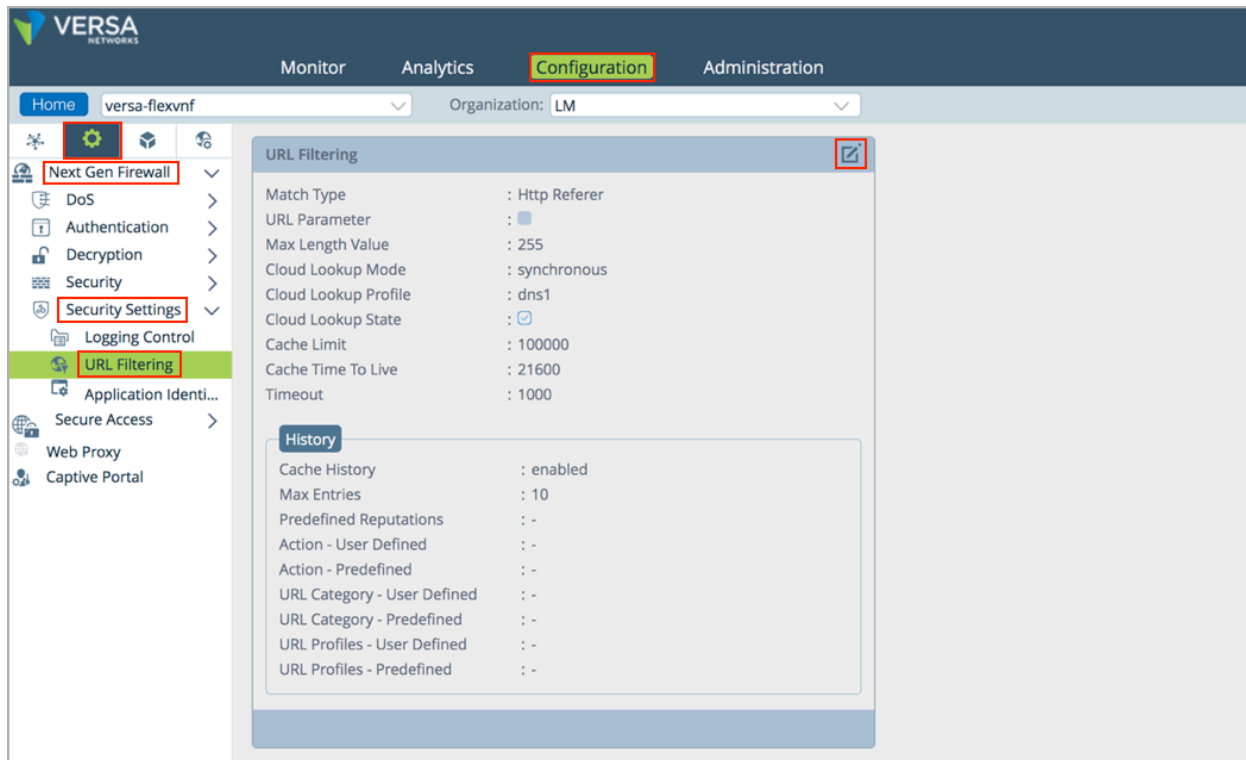 VERSA
NETWORKS
Monitor Analytics Configuration Administration
Home versa-flexvnf Organization: LM
Next Gen Firewall
DoS
Authentication
Decryption
Security
Security Settings
Logging Control
URL Filtering
Application Identi...
Secure Access
Web Proxy
Captive Portal
URL Filtering
Match Type : Http Referer
URL Parameter :
Max Length Value : 255
Cloud Lookup Mode : synchronous
Cloud Lookup Profile : dns1
Cloud Lookup State :
Cache Limit : 100000
Cache Time To Live : 21600
Timeout : 1000
History
Cache History : enabled
Max Entries : 10
Predefined Reputations : -
Action - User Defined : -
Action - Predefined : -
URL Category - User Defined : -
URL Category - Predefined : -
URL Profiles - User Defined : -
URL Profiles - Predefined : -